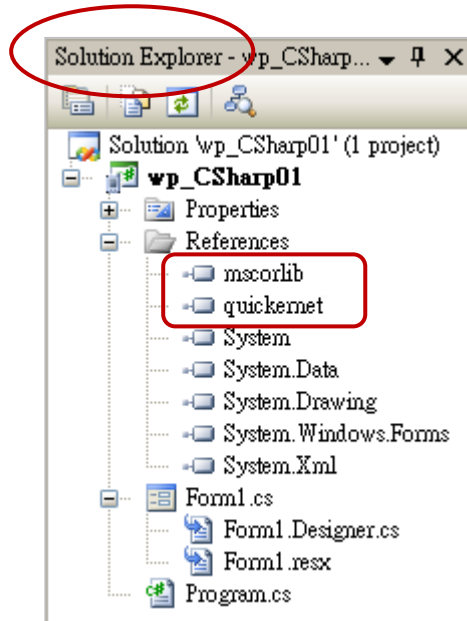 Solution Explorer - wp_CSharp...
Solution 'wp_CSharp01' (1 project)
wp_CSharp01
Properties
References
mscorlib
quickernet
System
System.Data
System.Drawing
System.Windows.Forms
System.Xml
Form1.cs
Form1.Designer.cs
Form1.resx
Program.cs